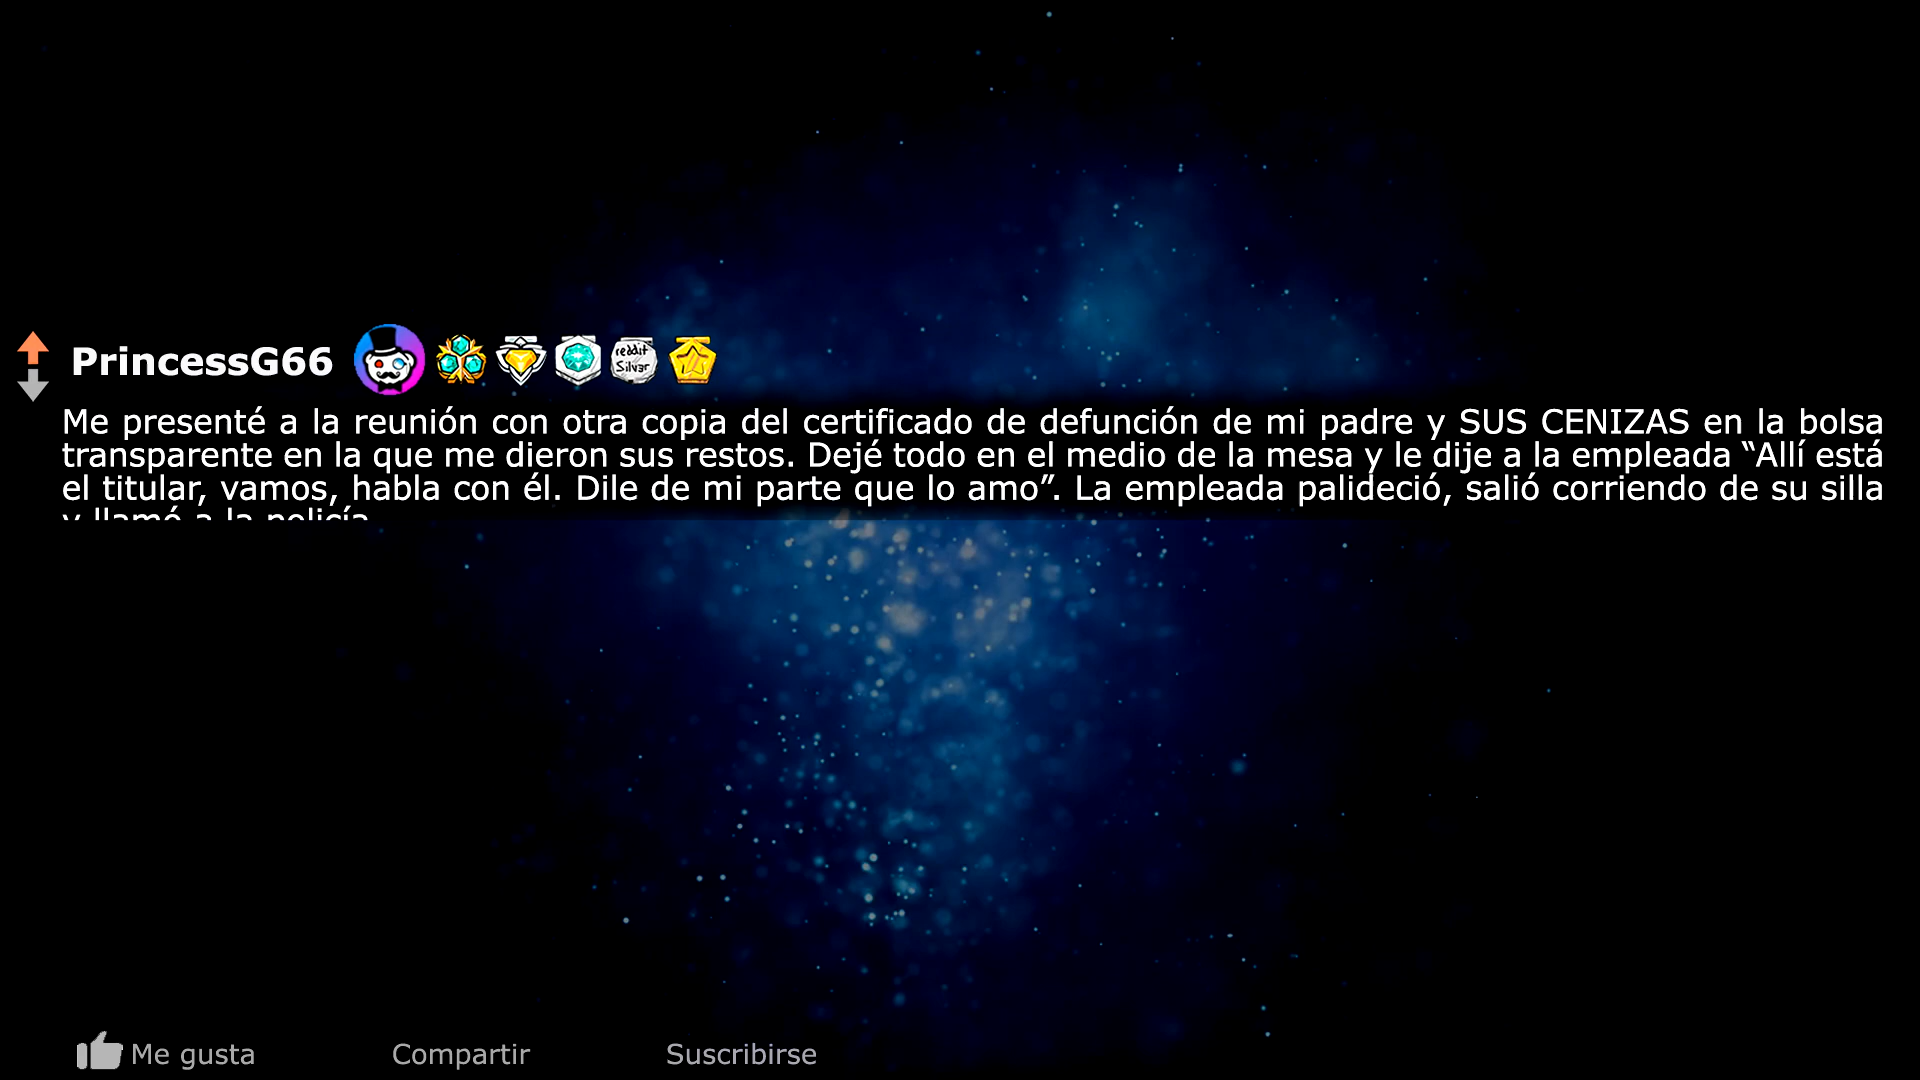 PrincessG66
reddit
Silver
Me presenté a la reunión con otra copia del certificado de defunción de mi padre y SUS CENIZAS en la bolsa
transparente en la que me dieron sus restos. Dejé todo en el medio de la mesa y le dije a la empleada “Allí está
el titular, vamos, habla con él. Dile de mi parte que lo amo”. La empleada palideció, salió corriendo de su silla
y llamó a la policía
Me gusta Compartir Suscribirse